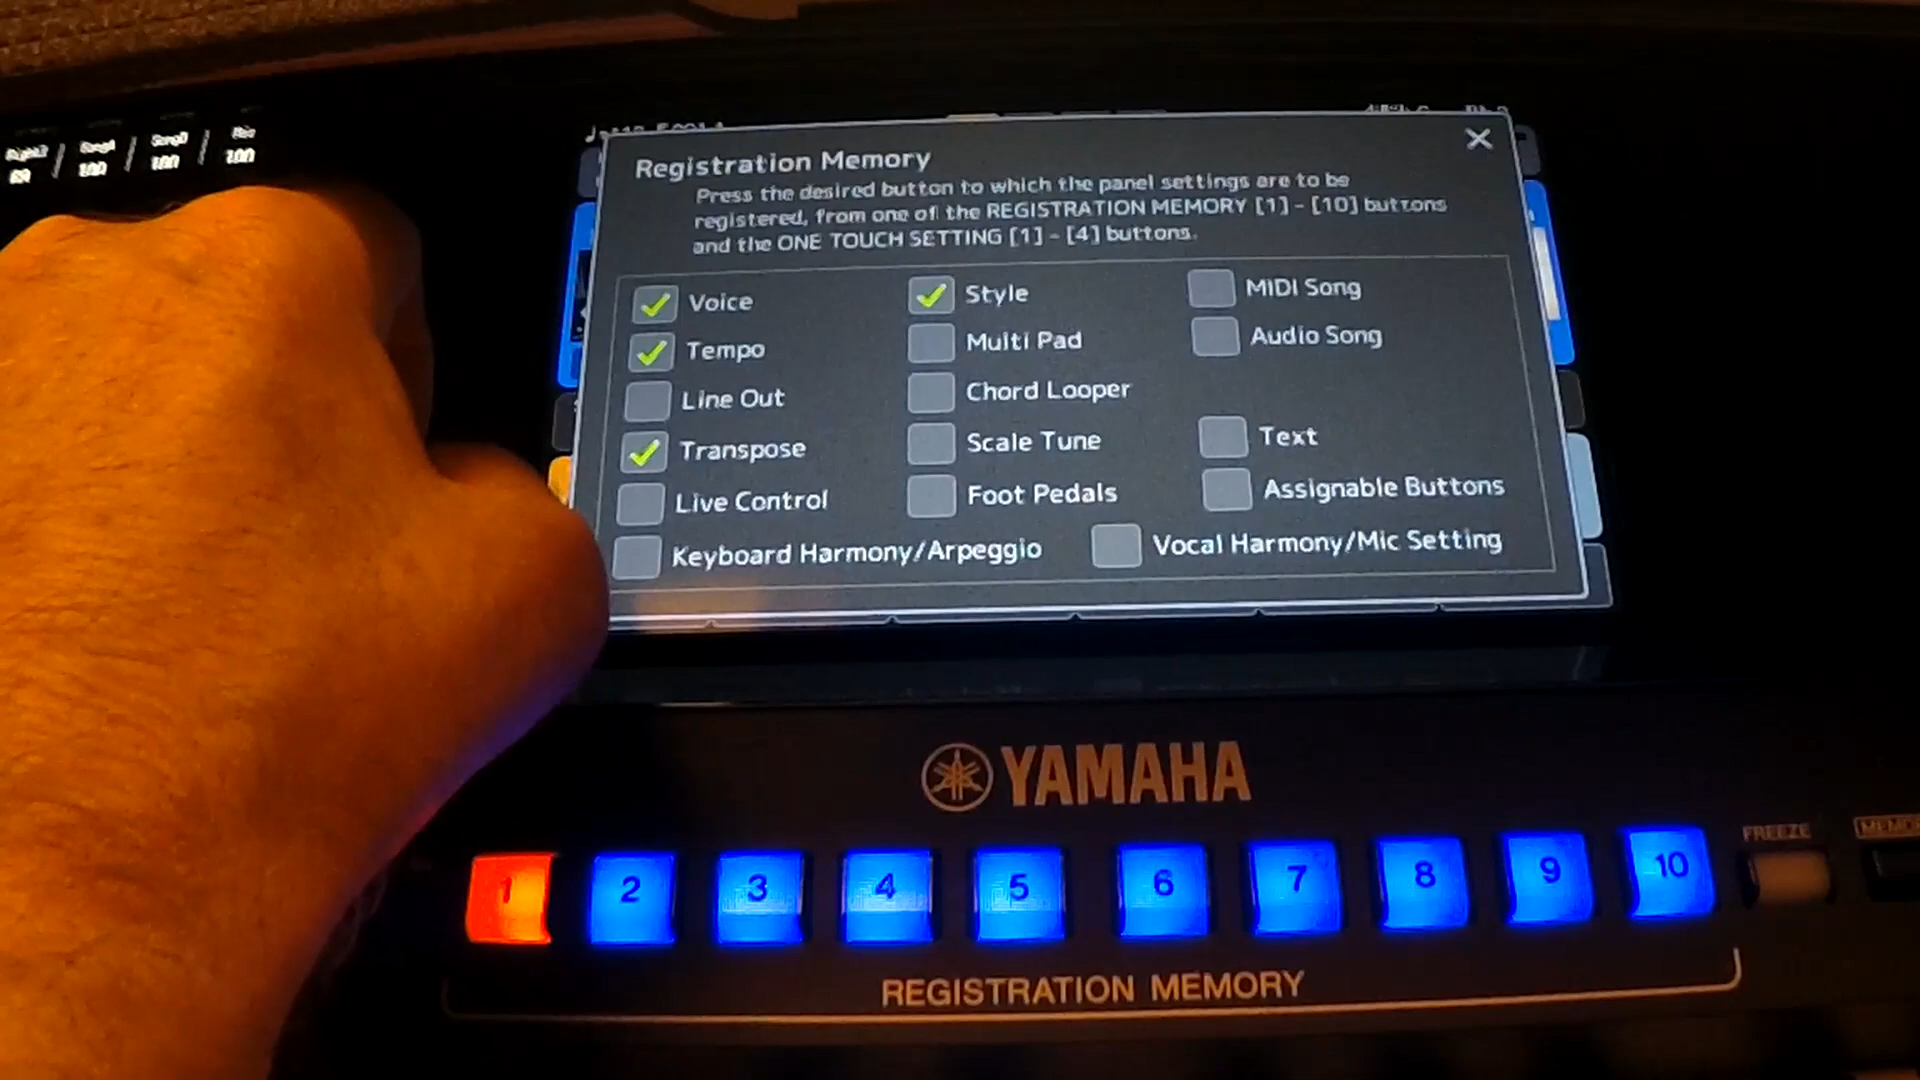 100
100
100
Registration Memory
Press the desired button to which the panel settings are to be
registered, from one of the REGISTRATION MEMORY [1] - [10] buttons
and the ONE TOUCH SETTING [1] - [4] buttons.
Voice
Style
MIDI Song
Tempo
Multi Pad
Audio Song
Line Out
Chord Looper
Transpose
Scale Tune
Text
Live Control
Foot Pedals
Assignable Buttons
Keyboard Harmony/Arpeggio
Vocal Harmony/Mic Setting
YAMAHA
FREEZE
1
2
3
4
5
6
7
8
9
10
REGISTRATION MEMORY